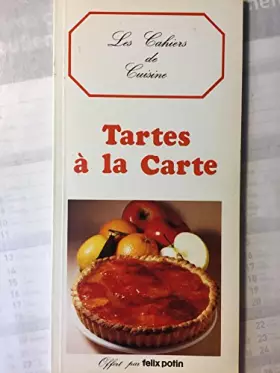 Les Cahiers
de
Cuisine
Tartes
à la Carte
Offert par felix potin